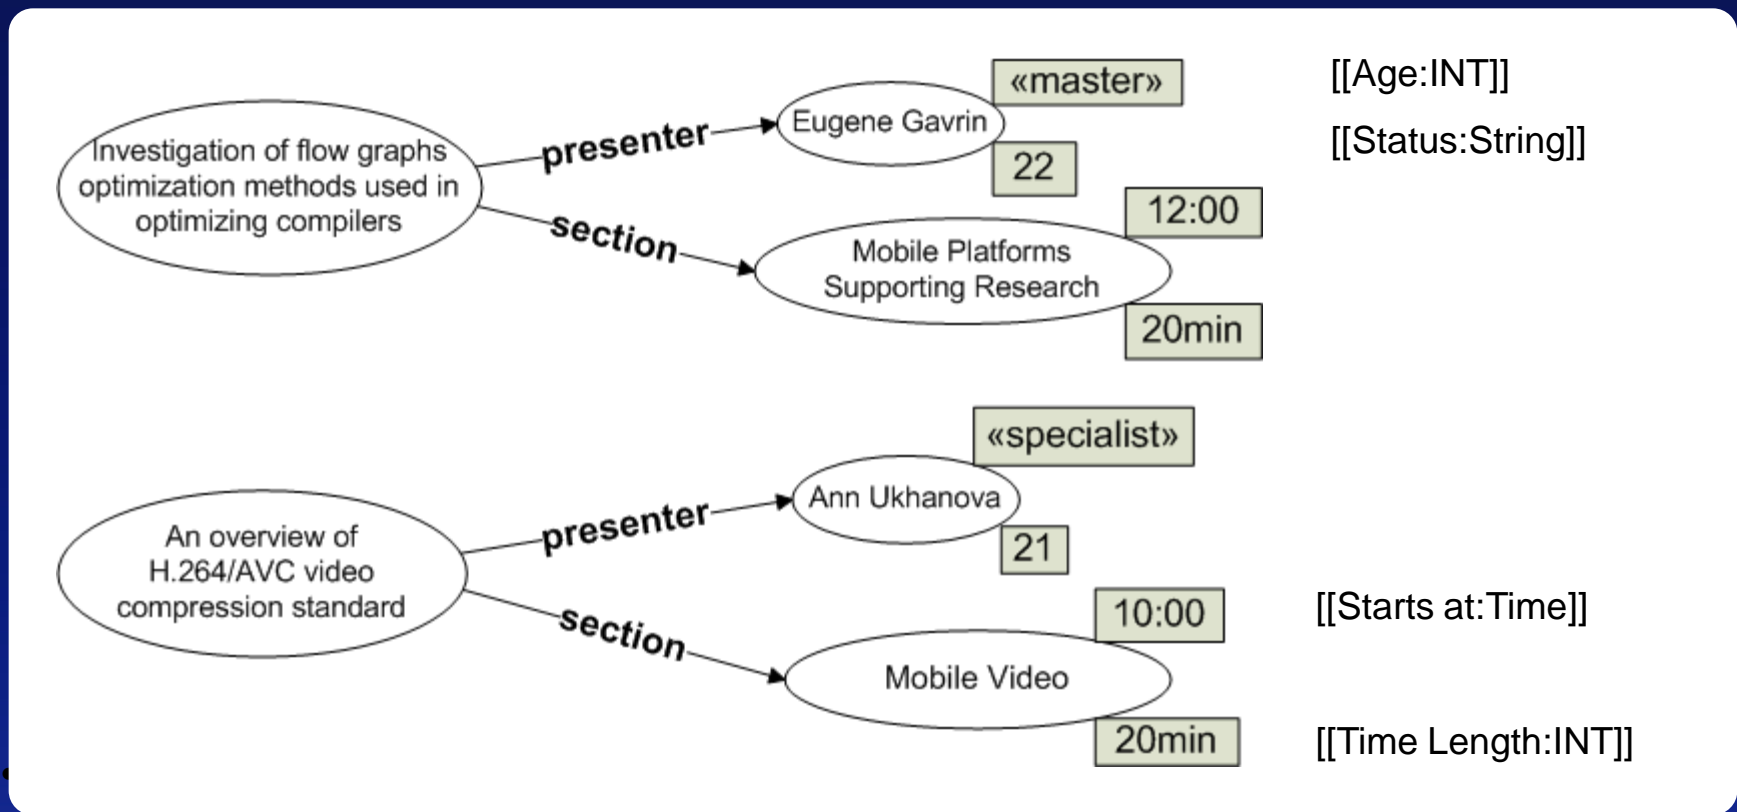 Investigation of flow graphs
optimization methods used in
optimizing compilers
presenter
Eugene Gavrin
«master»
22
[[Age:INT]]
[[Status:String]]
section
Mobile Platforms
Supporting Research
12:00
20min
An overview of
H.264/AVC video
compression standard
presenter
Ann Ukhanova
«specialist»
21
section
Mobile Video
10:00
20min
[[Starts at:Time]]
[[Time Length:INT]]